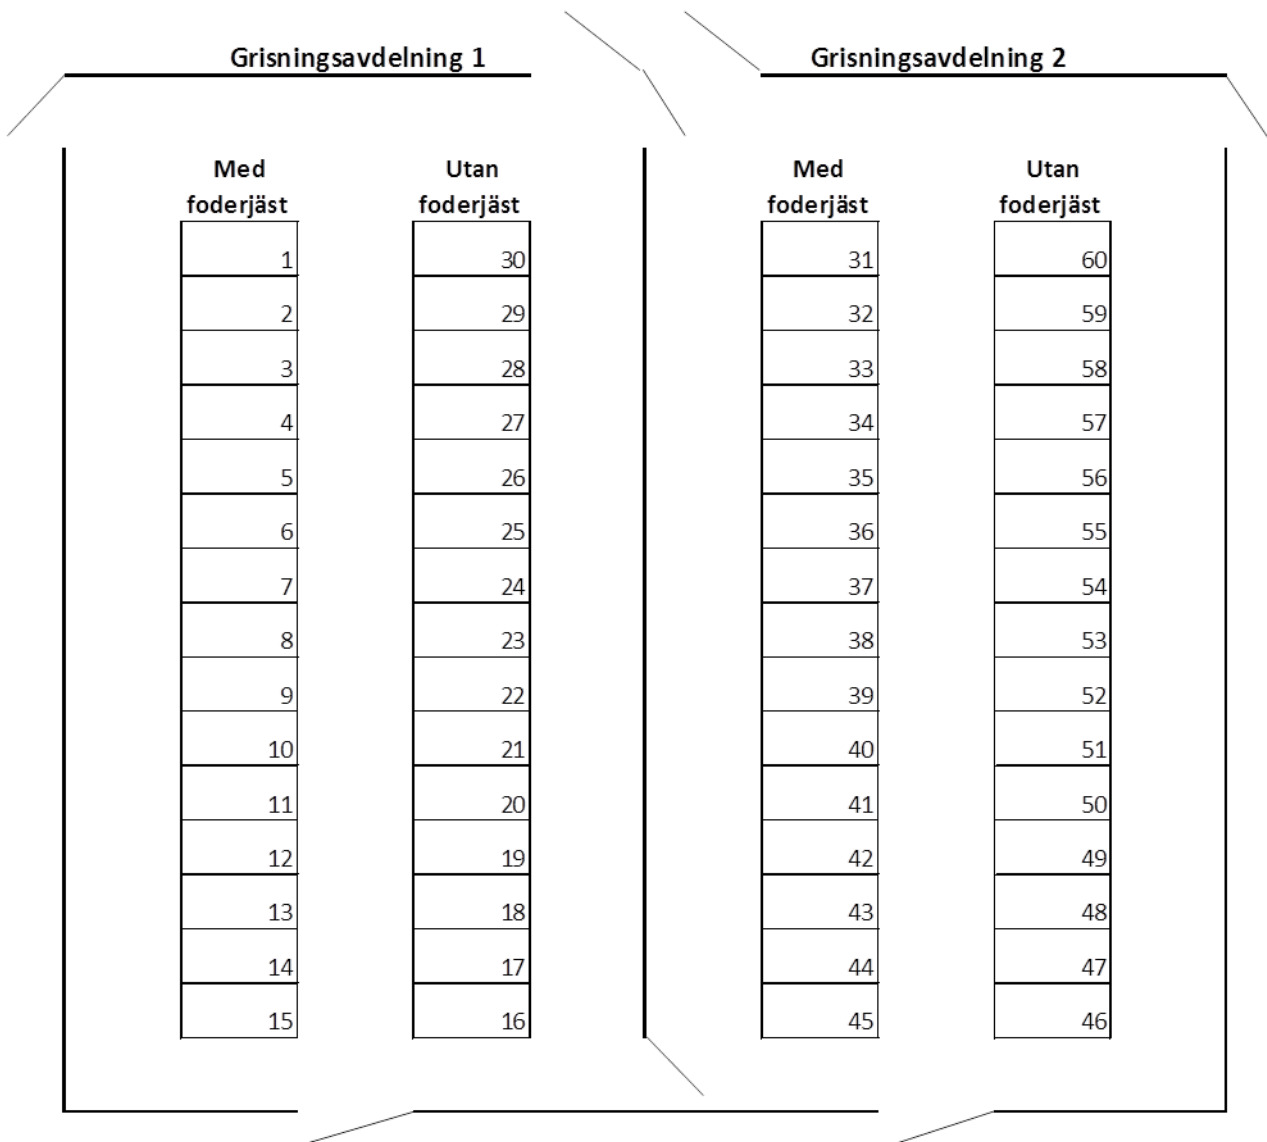 Grisningsavdelning 1 Grisningsavdelning 2
Med Utan Med Utan
foderjäst foderjäst foderjäst foderjäst
1 30 31 60
2 29 32 59
3 28 33 58
4 27 34 57
5 26 35 56
6 25 36 55
7 24 37 54
8 23 38 53
9 22 39 52
10 21 40 51
11 20 41 50
12 19 42 49
13 18 43 48
14 17 44 47
15 16 45 46